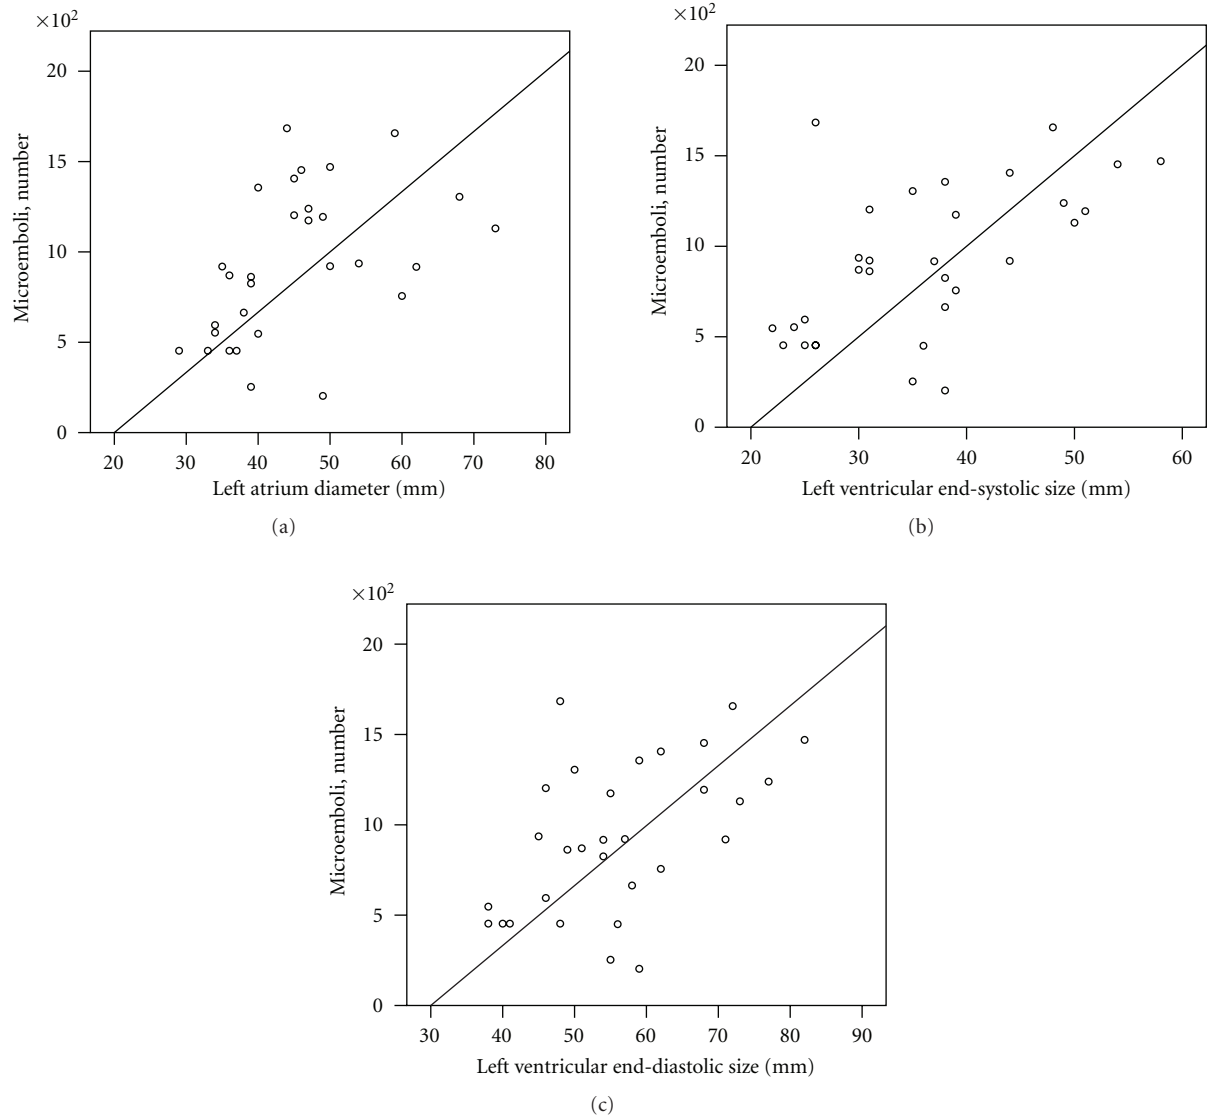 ×10²
20
15
10
5
0
Microemboli, number
20 30 40 50 60 70 80
Left atrium diameter (mm)
(a)
×10²
20
15
10
5
0
Microemboli, number
20 30 40 50 60
Left ventricular end-systolic size (mm)
(b)
×10²
20
15
10
5
0
Microemboli, number
30 40 50 60 70 80 90
Left ventricular end-diastolic size (mm)
(c)